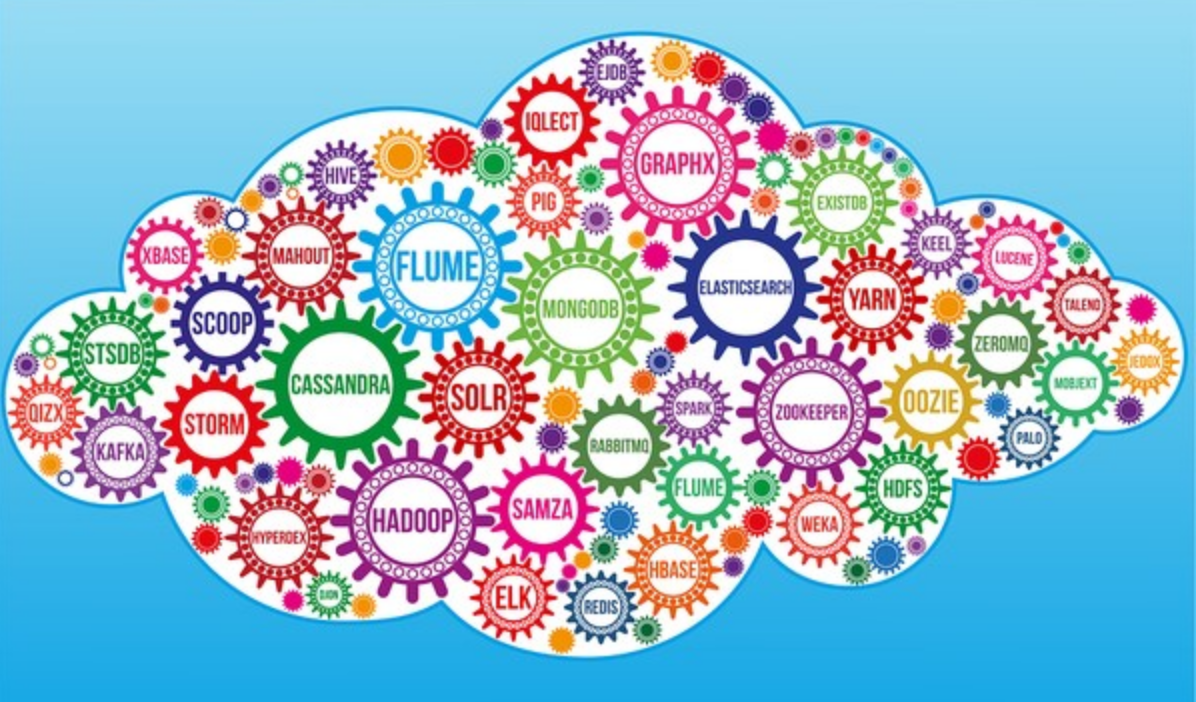 EJDB
IQLECT
GRAPHX
HIVE
PIG
EXISTDB
XBASE
MAHOUT
FLUME
KEEL
LUCENE
SCOOP
MONGODB
ELASTICSEARCH
YARN
TALEND
STSDB
CASSANDRA
SOLR
ZEROMQ
JEDOX
QIZX
KAFKA
STORM
SPARK
ZOOKEEPER
OOZIE
MOBJEXT
RABBITMQ
PALO
HYPERDEX
HADOOP
SAMZA
FLUME
WEKA
HDFS
DJON
ELK
REDIS
HBASE